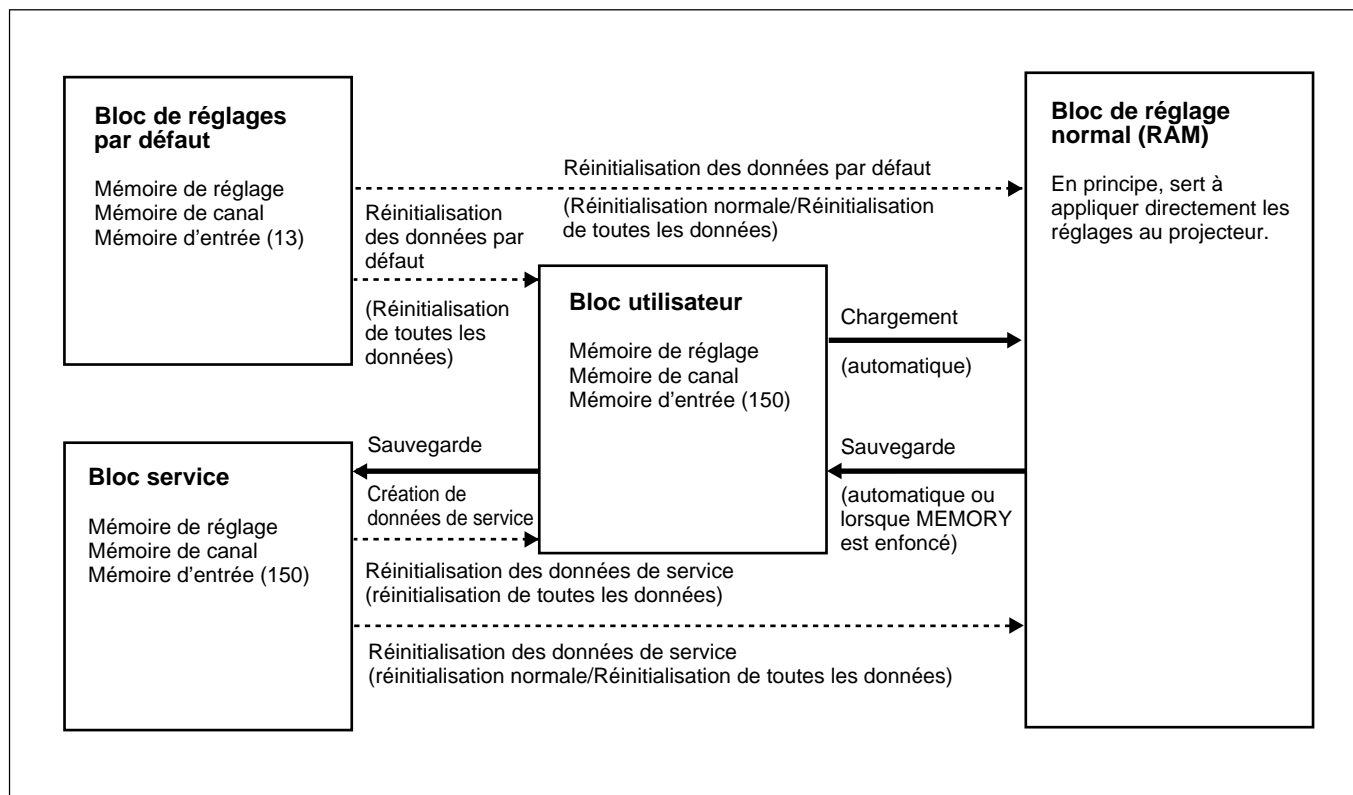 Bloc de réglages
par défaut
Mémoire de réglage
Mémoire de canal
Mémoire d'entrée (13)
Réinitialisation des données par défaut
(Réinitialisation normale/Réinitialisation
de toutes les données)
Réinitialisation
des données par
défaut
(Réinitialisation
de toutes les
données)
Bloc utilisateur
Mémoire de réglage
Mémoire de canal
Mémoire d'entrée (150)
Chargement
(automatique)
Bloc de réglage
normal (RAM)
En principe, sert à
appliquer directement les
réglages au projecteur.
Bloc service
Mémoire de réglage
Mémoire de canal
Mémoire d'entrée (150)
Sauvegarde
Création de
données de service
Sauvegarde
(automatique ou
lorsque MEMORY
est enfoncé)
Réinitialisation des données de service
(réinitialisation de toutes les données)
Réinitialisation des données de service
(réinitialisation normale/Réinitialisation de toutes les données)